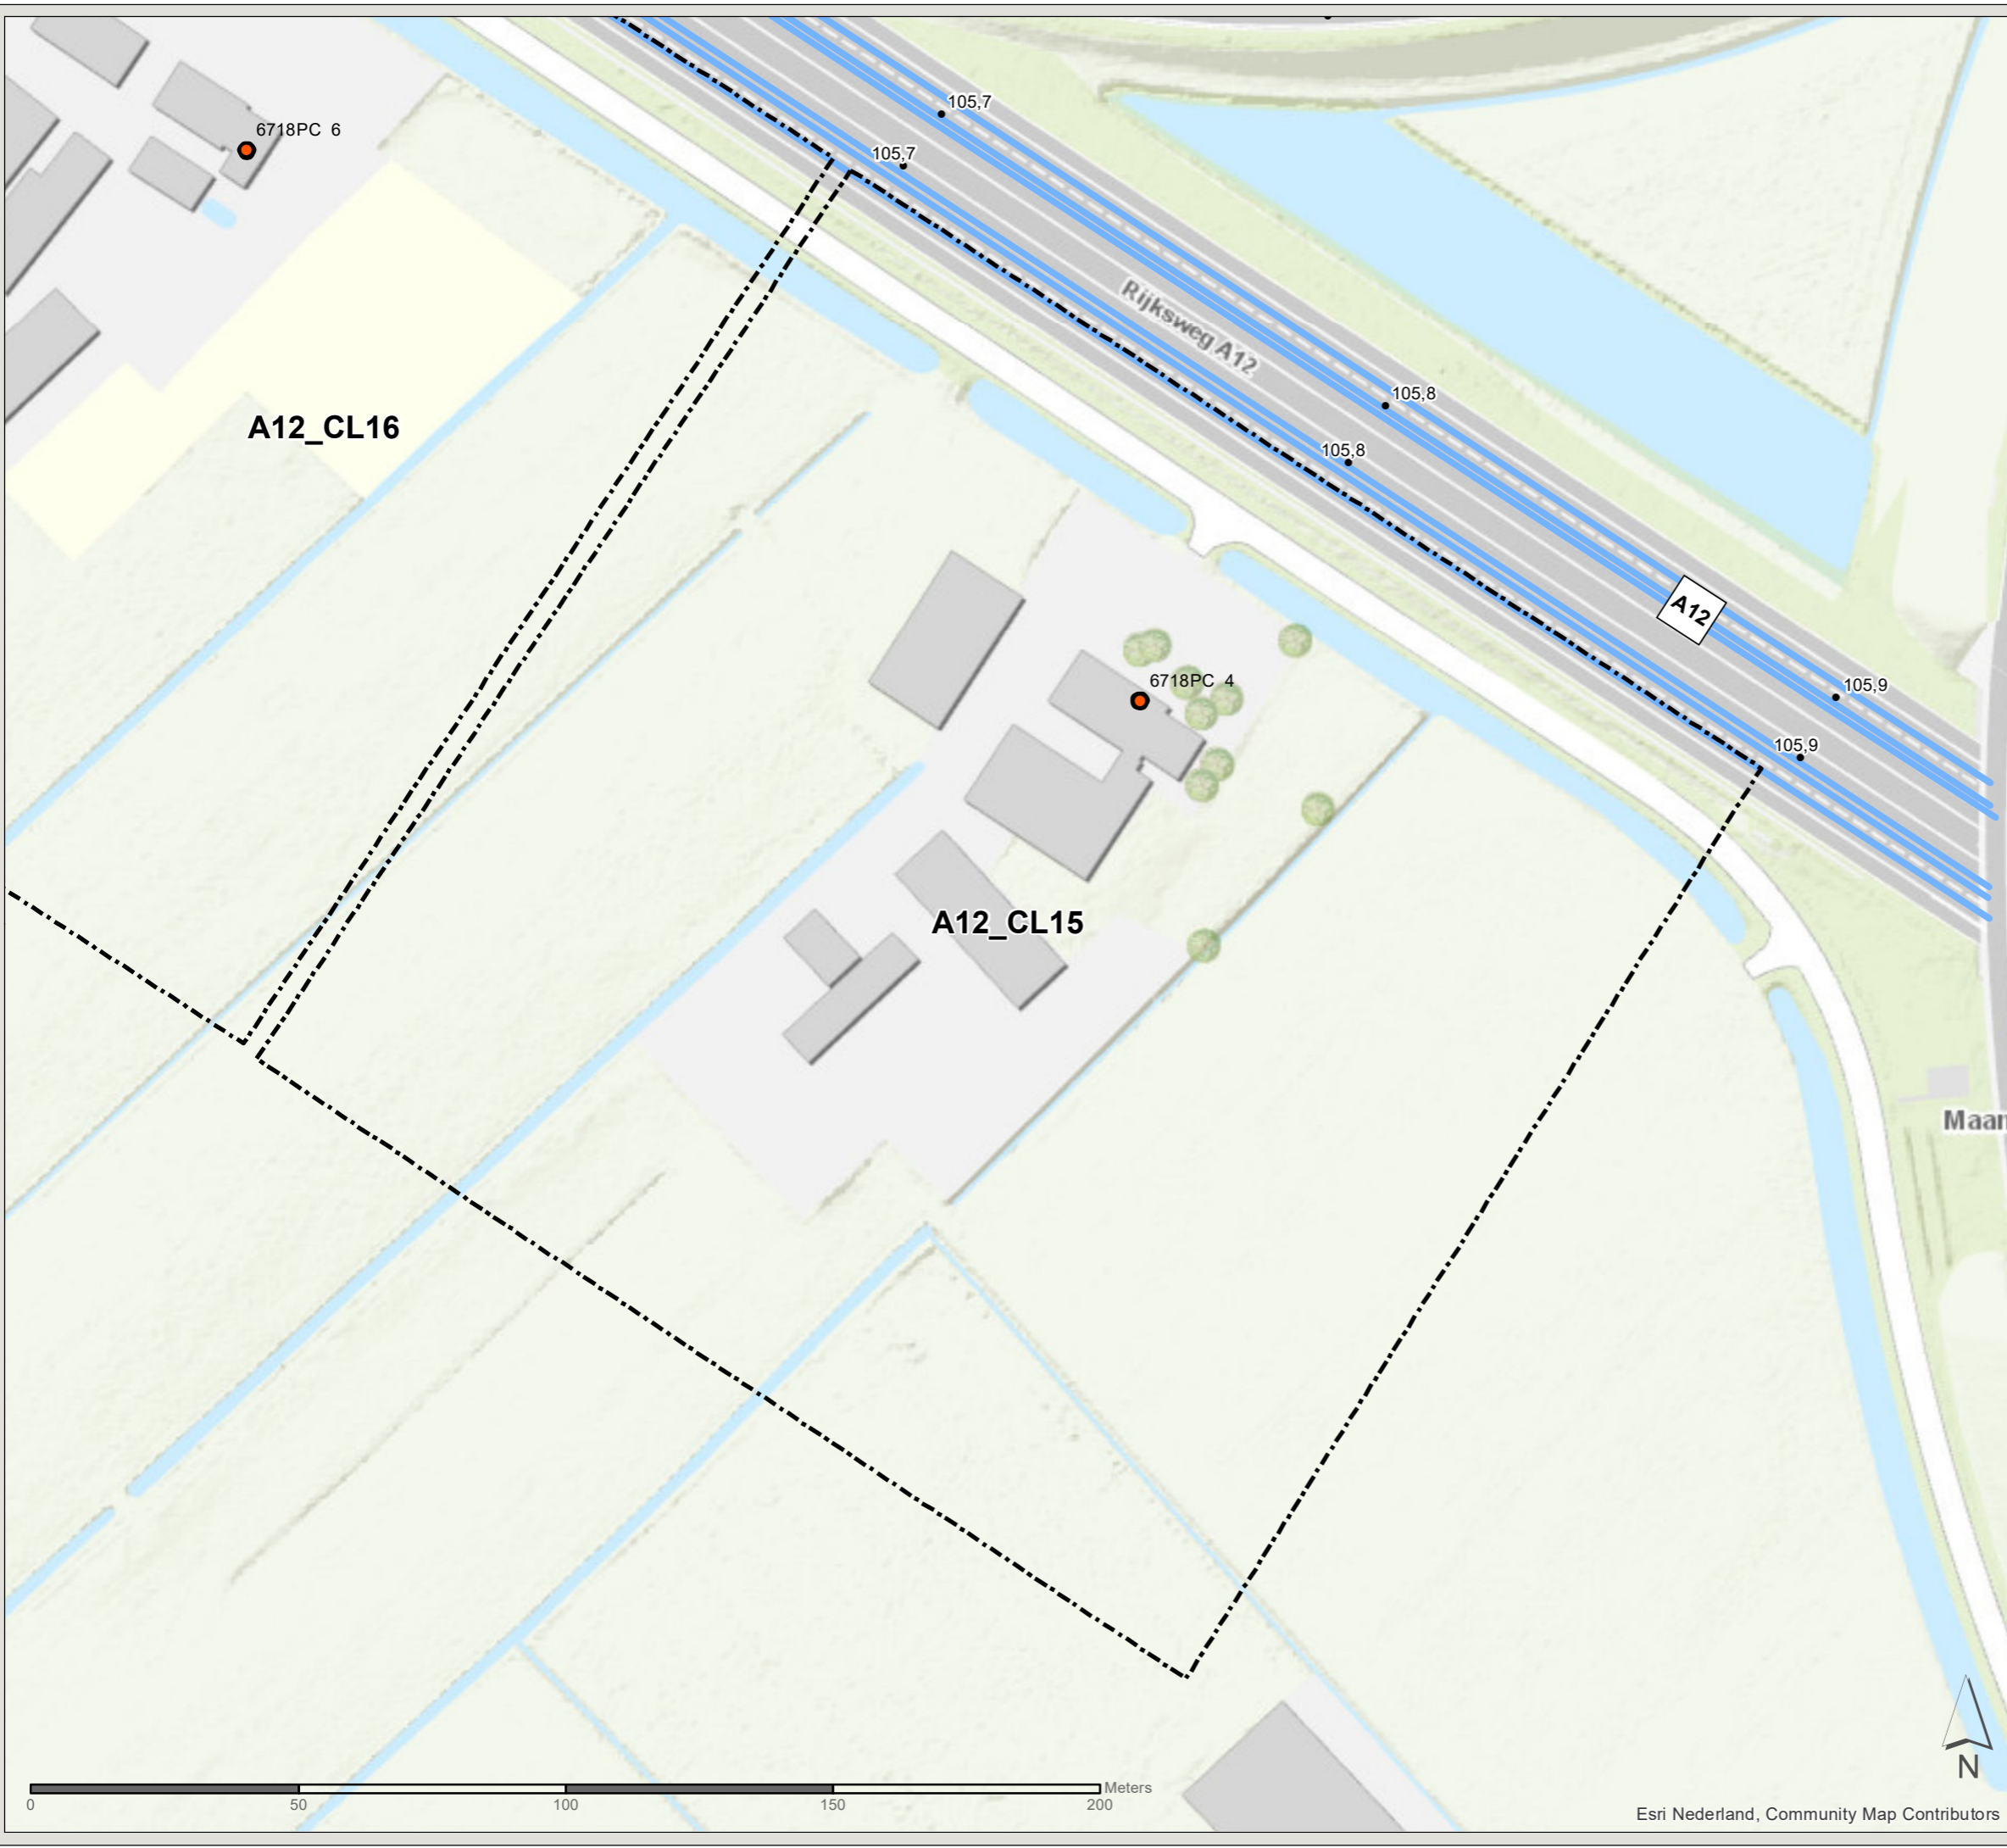 105,7
6718PC 6
105,7
Rijksweg A12
105,8
A12_CL16
105,8
A12
6718PC 4
105,9
105,9
A12_CL15
Maan
Meters
0 50 100 150 200
N
Esri Nederland, Community Map Contributors